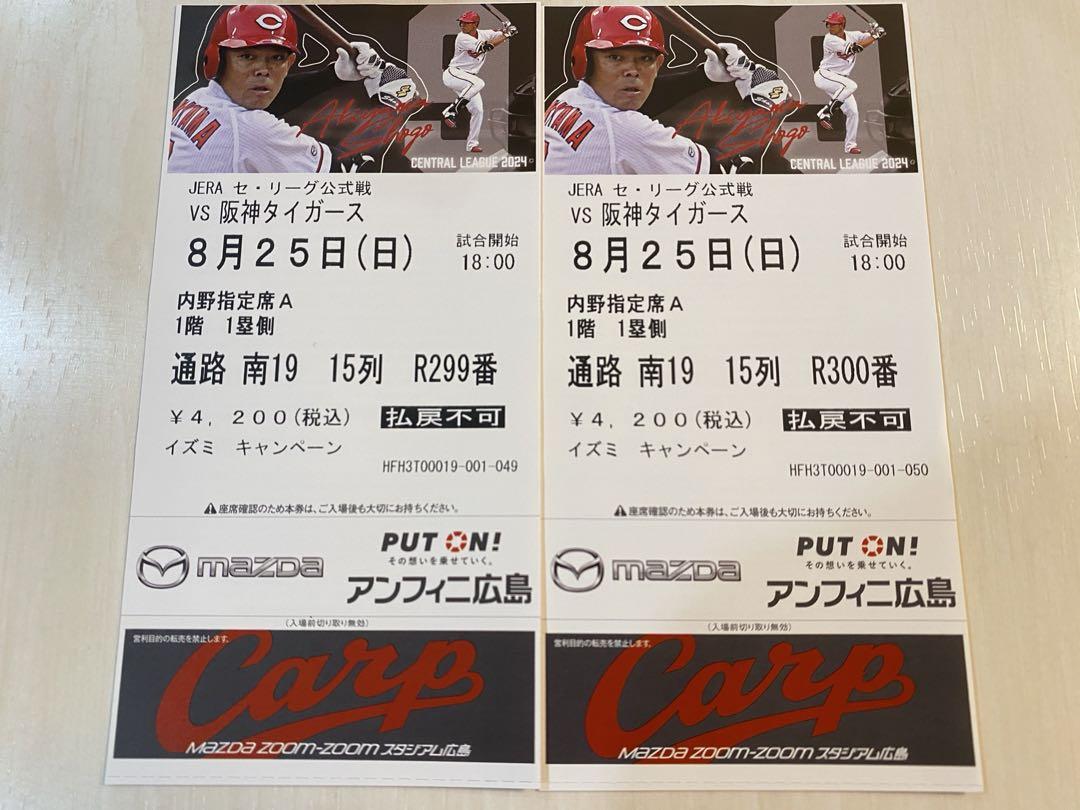 C
KAYAMA
Akiyama
Shogo
CENTRAL LEAGUE 2024
JERA セ・リーグ公式戦
VS 阪神タイガース
8月25日(日)
試合開始
18:00
内野指定席A
1階 1塁側
通路 南19 15列 R299番
¥4,200(税込) 払戻不可
イズミ キャンペーン
HFH3T00019-001-049
⚠座席確認のため本券は、ご入場後も大切にお持ちください。
mazda
PUT ON!
その想いを乗せていく。
アンフィニ広島
(入場前切り取り無効)
営利目的の転売を禁止します。
Carp
MAZDA ZOOM-ZOOM スタジアム広島
C
YAMA
Akiyama
Shogo
CENTRAL LEAGUE 2024
JERA セ・リーグ公式戦
VS 阪神タイガース
8月25日(日)
試合開始
18:00
内野指定席A
1階 1塁側
通路 南19 15列 R300番
¥4,200(税込) 払戻不可
イズミ キャンペーン
HFH3T00019-001-050
⚠座席確認のため本券は、ご入場後も大切にお持ちください。
mazda
PUT ON!
その想いを乗せていく。
アンフィニ広島
(入場前切り取り無効)
営利目的の転売を禁止します。
Carp
MAZDA ZOOM-ZOOM スタジアム広島